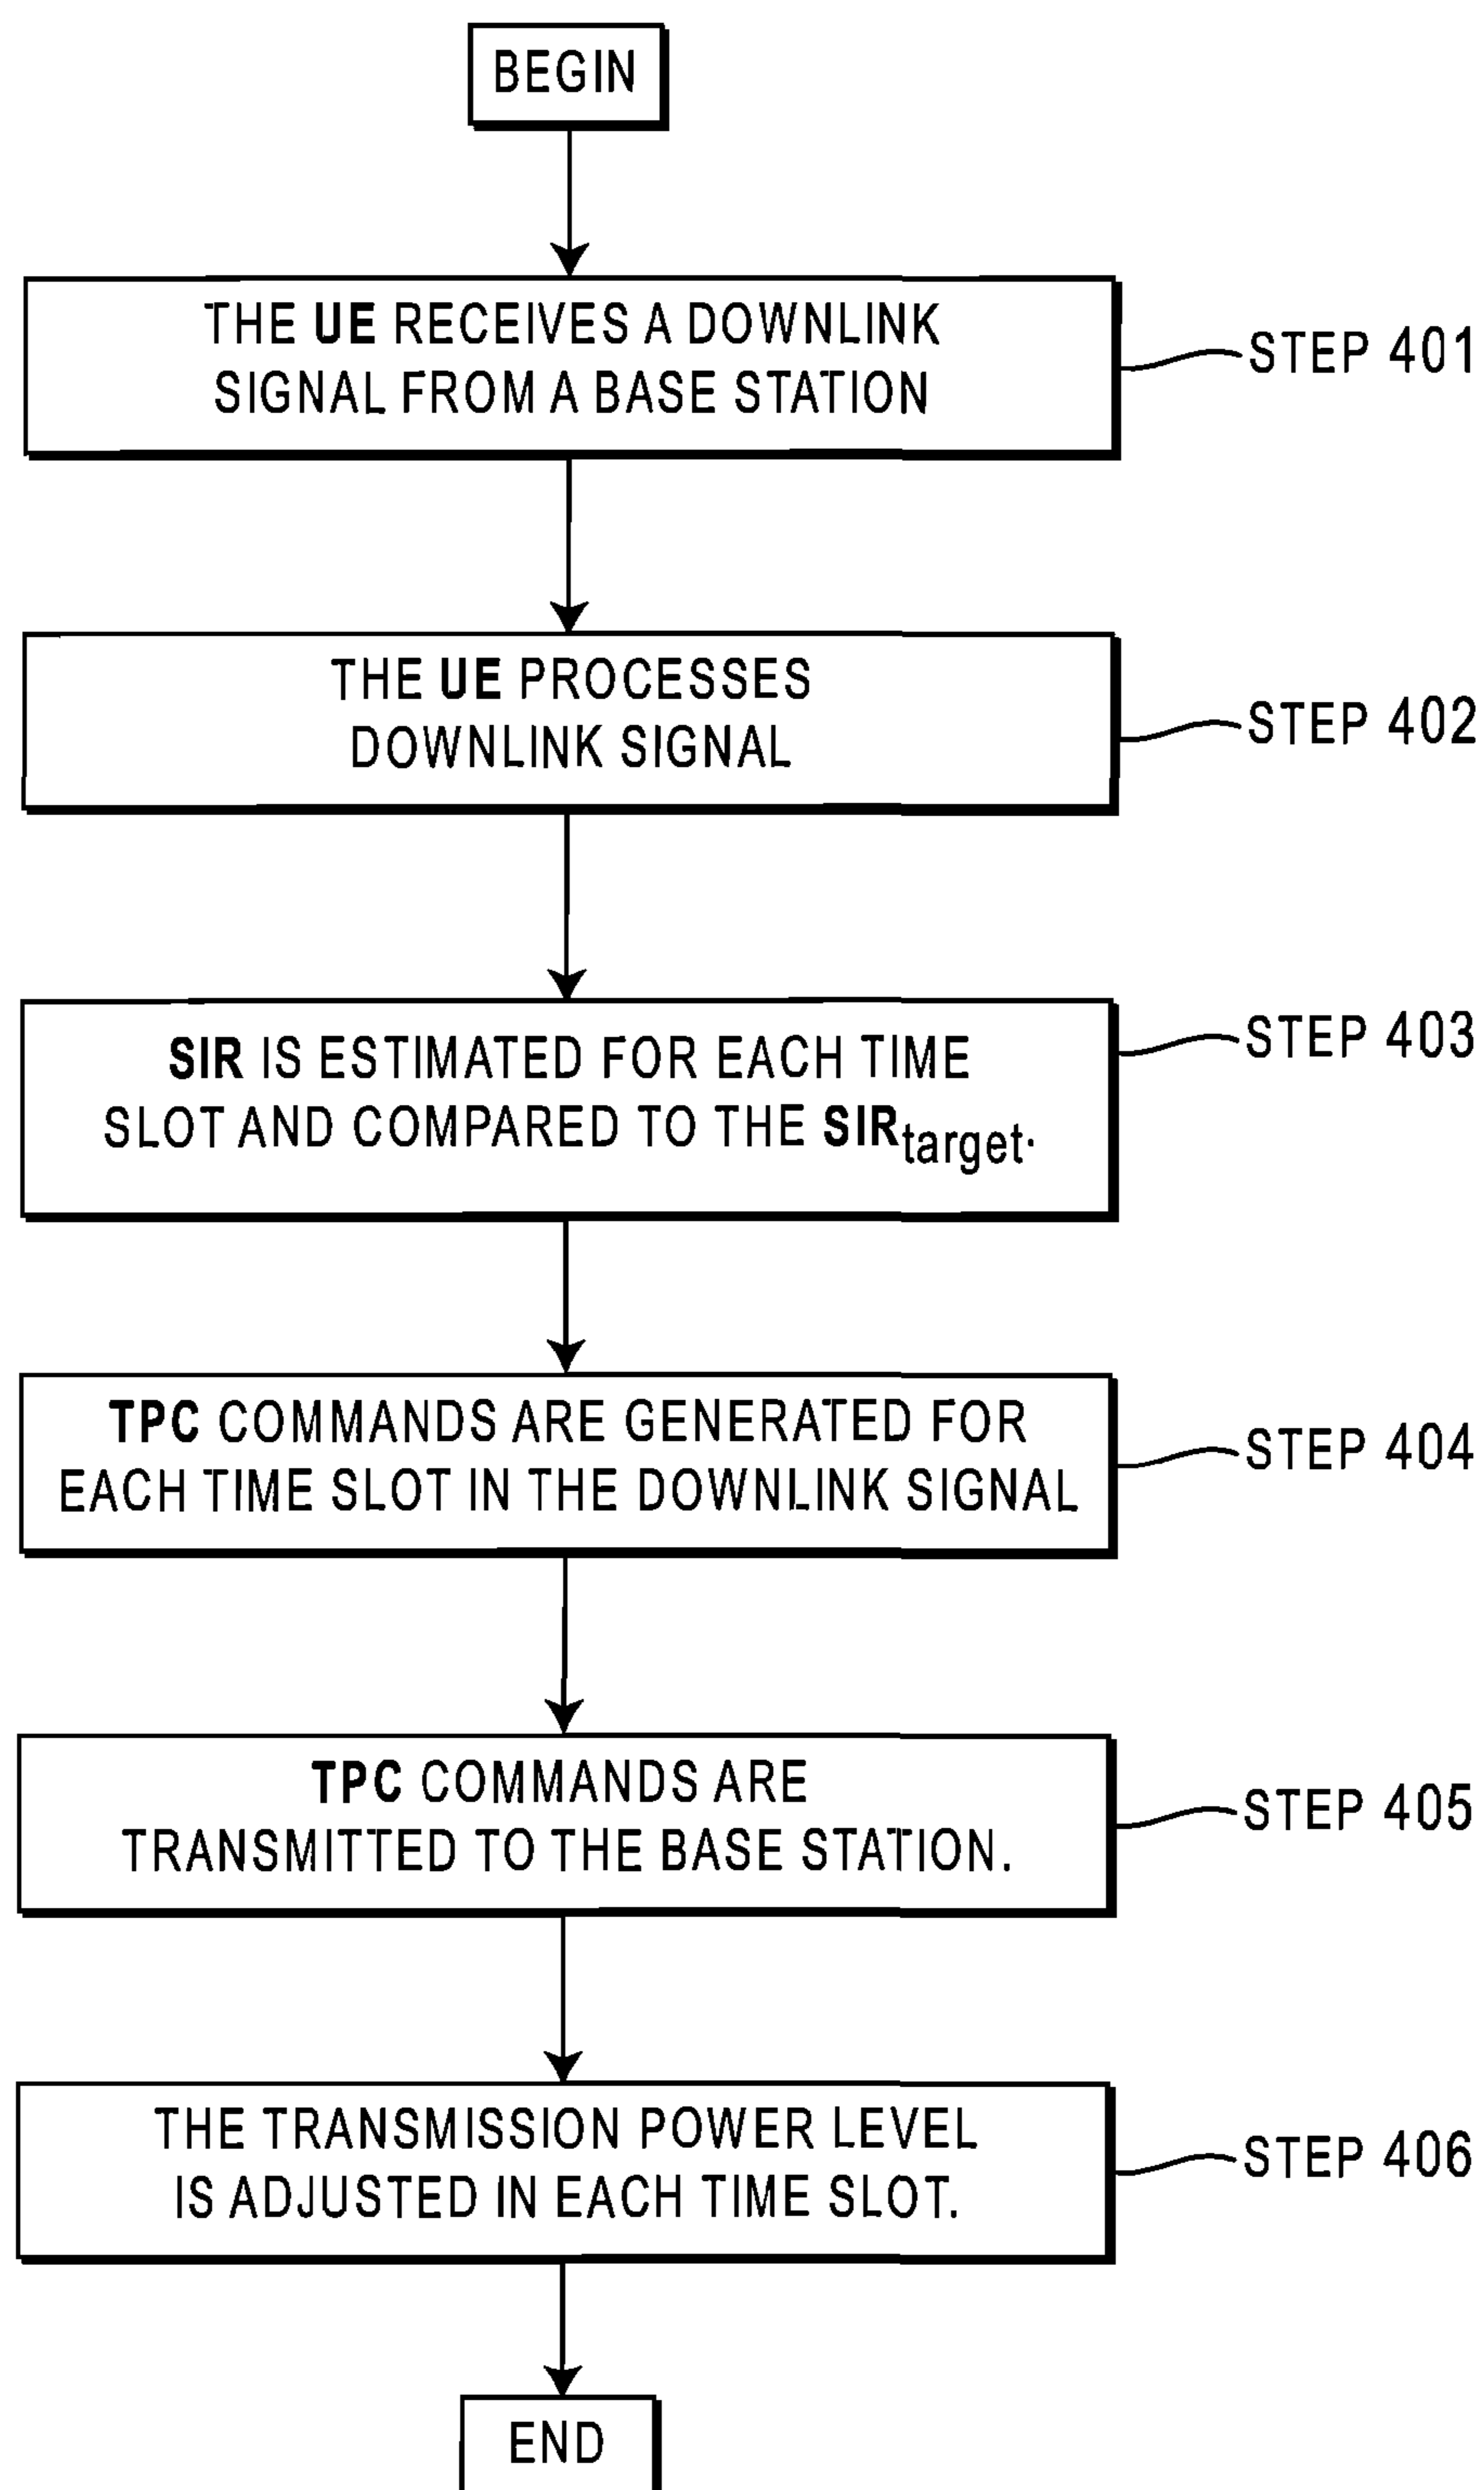 BEGIN
THE UE RECEIVES A DOWNLINK
SIGNAL FROM A BASE STATION
STEP 401
THE UE PROCESSES
DOWNLINK SIGNAL
STEP 402
SIR IS ESTIMATED FOR EACH TIME
SLOT AND COMPARED TO THE SIRtarget.
STEP 403
TPC COMMANDS ARE GENERATED FOR
EACH TIME SLOT IN THE DOWNLINK SIGNAL
STEP 404
TPC COMMANDS ARE
TRANSMITTED TO THE BASE STATION.
STEP 405
THE TRANSMISSION POWER LEVEL
IS ADJUSTED IN EACH TIME SLOT.
STEP 406
END